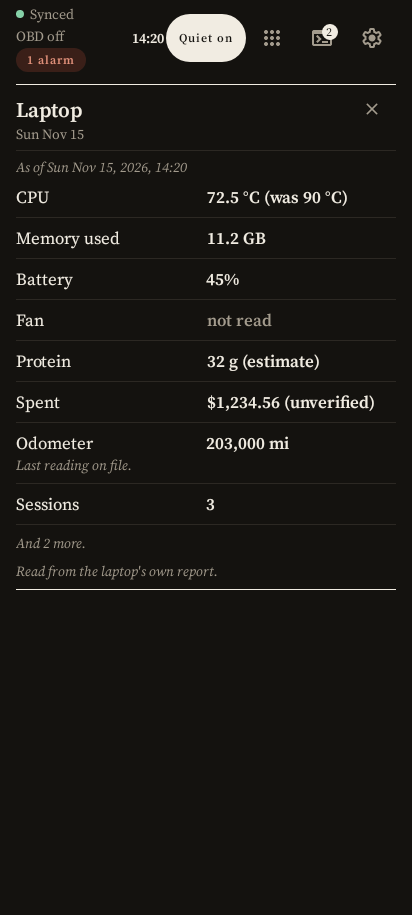 Synced
OBD off
1 alarm
14:20
Quiet on
2
Laptop
Sun Nov 15
As of Sun Nov 15, 2026, 14:20
CPU 72.5 °C (was 90 °C)
Memory used 11.2 GB
Battery 45%
Fan not read
Protein 32 g (estimate)
Spent $1,234.56 (unverified)
Odometer 203,000 mi
Last reading on file.
Sessions 3
And 2 more.
Read from the laptop's own report.